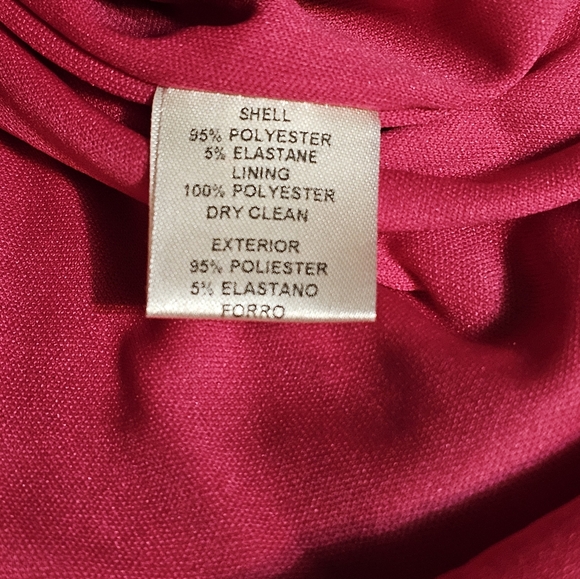 SHELL
95% POLYESTER
5% ELASTANE
LINING
100% POLYESTER
DRY CLEAN
EXTERIOR
95% POLIESTER
5% ELASTANO
FORRO